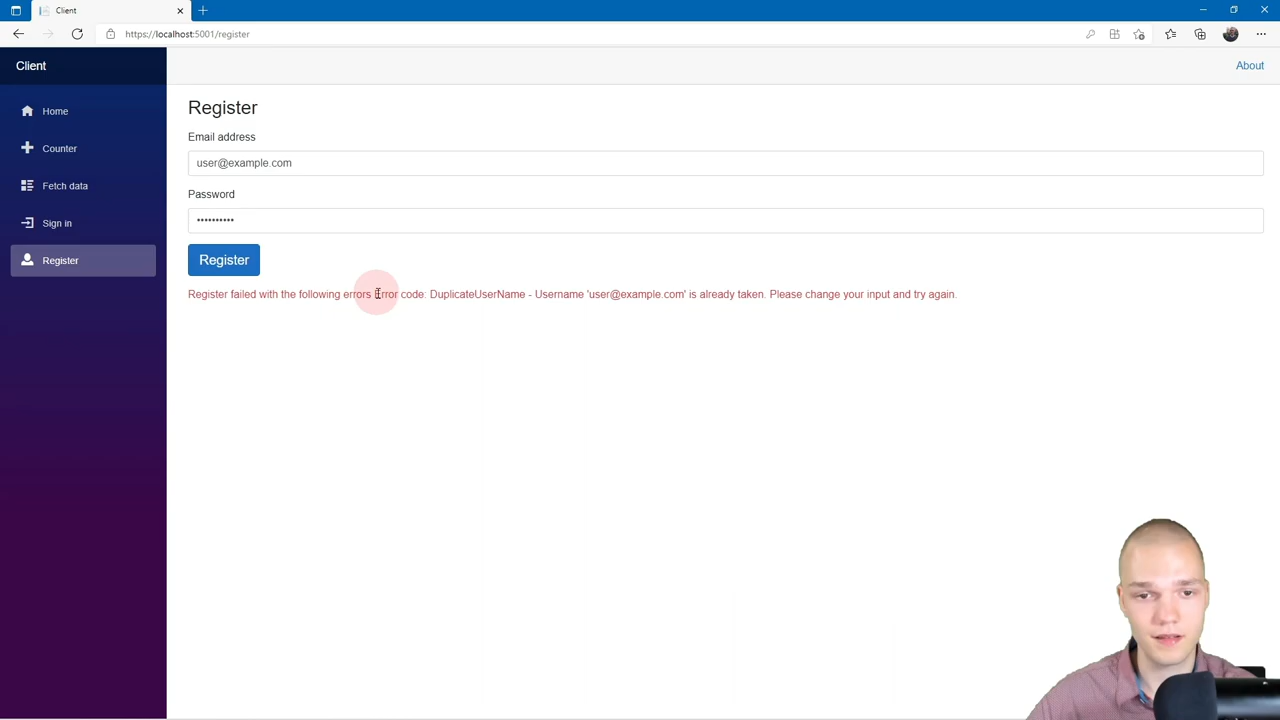 Client
https://localhost:5001/register
Client
About
Home
Counter
Fetch data
Sign in
Register
Register
Email address
user@example.com
Password
••••••••••
Register
Register failed with the following errors Error code: DuplicateUserName - Username 'user@example.com' is already taken. Please change your input and try again.